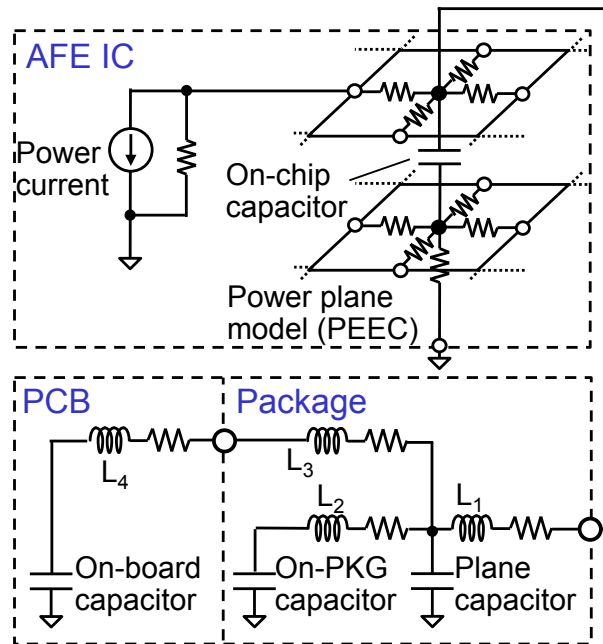 AFE IC
Power
current
On-chip
capacitor
Power plane
model (PEEC)
PCB
Package
L4
L3
L2
L1
On-board
capacitor
On-PKG
capacitor
Plane
capacitor